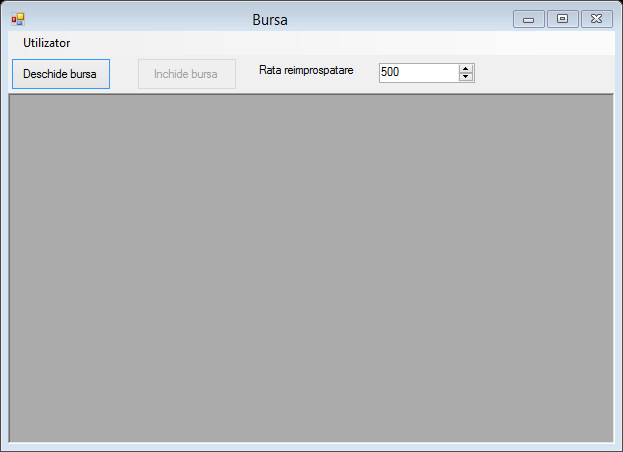 Bursa
Utilizator
Deschide bursa Inchide bursa Rata reimprospatare 500